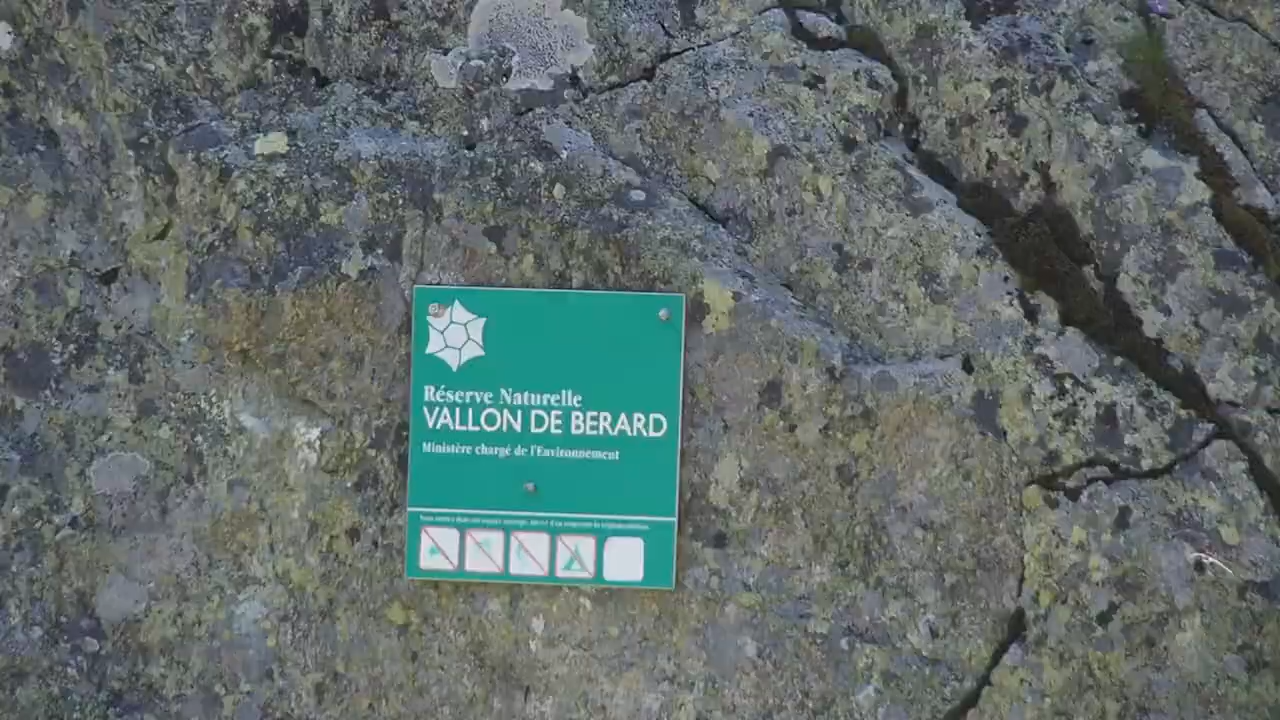 Réserve Naturelle
VALLON DE BERARD
Ministère chargé de l'Environnement